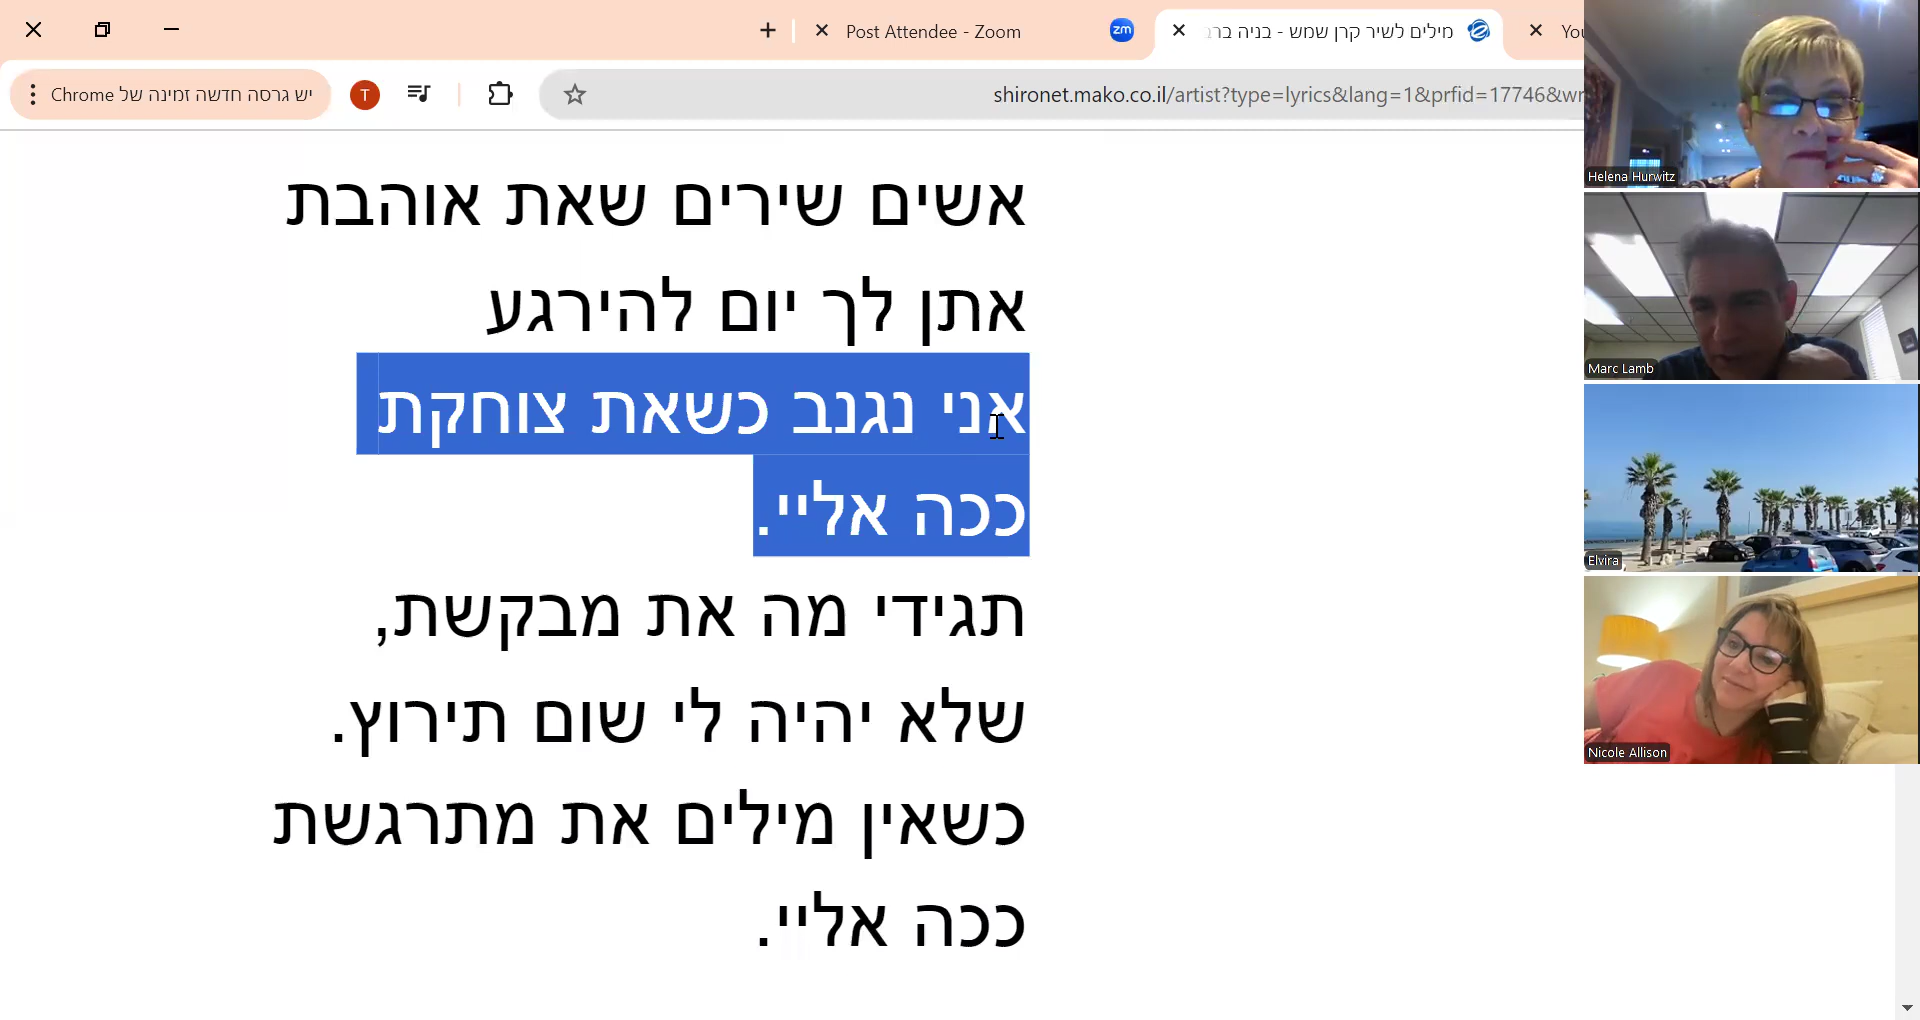 Post Attendee - Zoom
zm
מילים לשיר קרן שמש - בניה ברב
You
יש גרסה חדשה זמינה של Chrome
T
shironet.mako.co.il/artist?type=lyrics&lang=1&prfid=17746&wr
אשים שירים שאת אוהבת
אתן לך יום להירגע
אני נגנב כשאת צוחקת
ככה אליי.
תגידי מה את מבקשת,
שלא יהיה לי שום תירוץ.
כשאין מילים את מתרגשת
ככה אליי.
Helena Hurwitz
Marc Lamb
Elvira
Nicole Allison